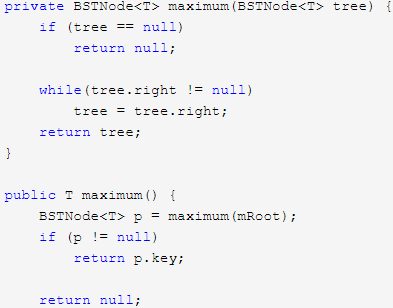 private BSTNode<T> maximum(BSTNode<T> tree) {
    if (tree == null)
        return null;

    while(tree.right != null)
        tree = tree.right;
    return tree;
}

public T maximum() {
    BSTNode<T> p = maximum(mRoot);
    if (p != null)
        return p.key;

    return null;